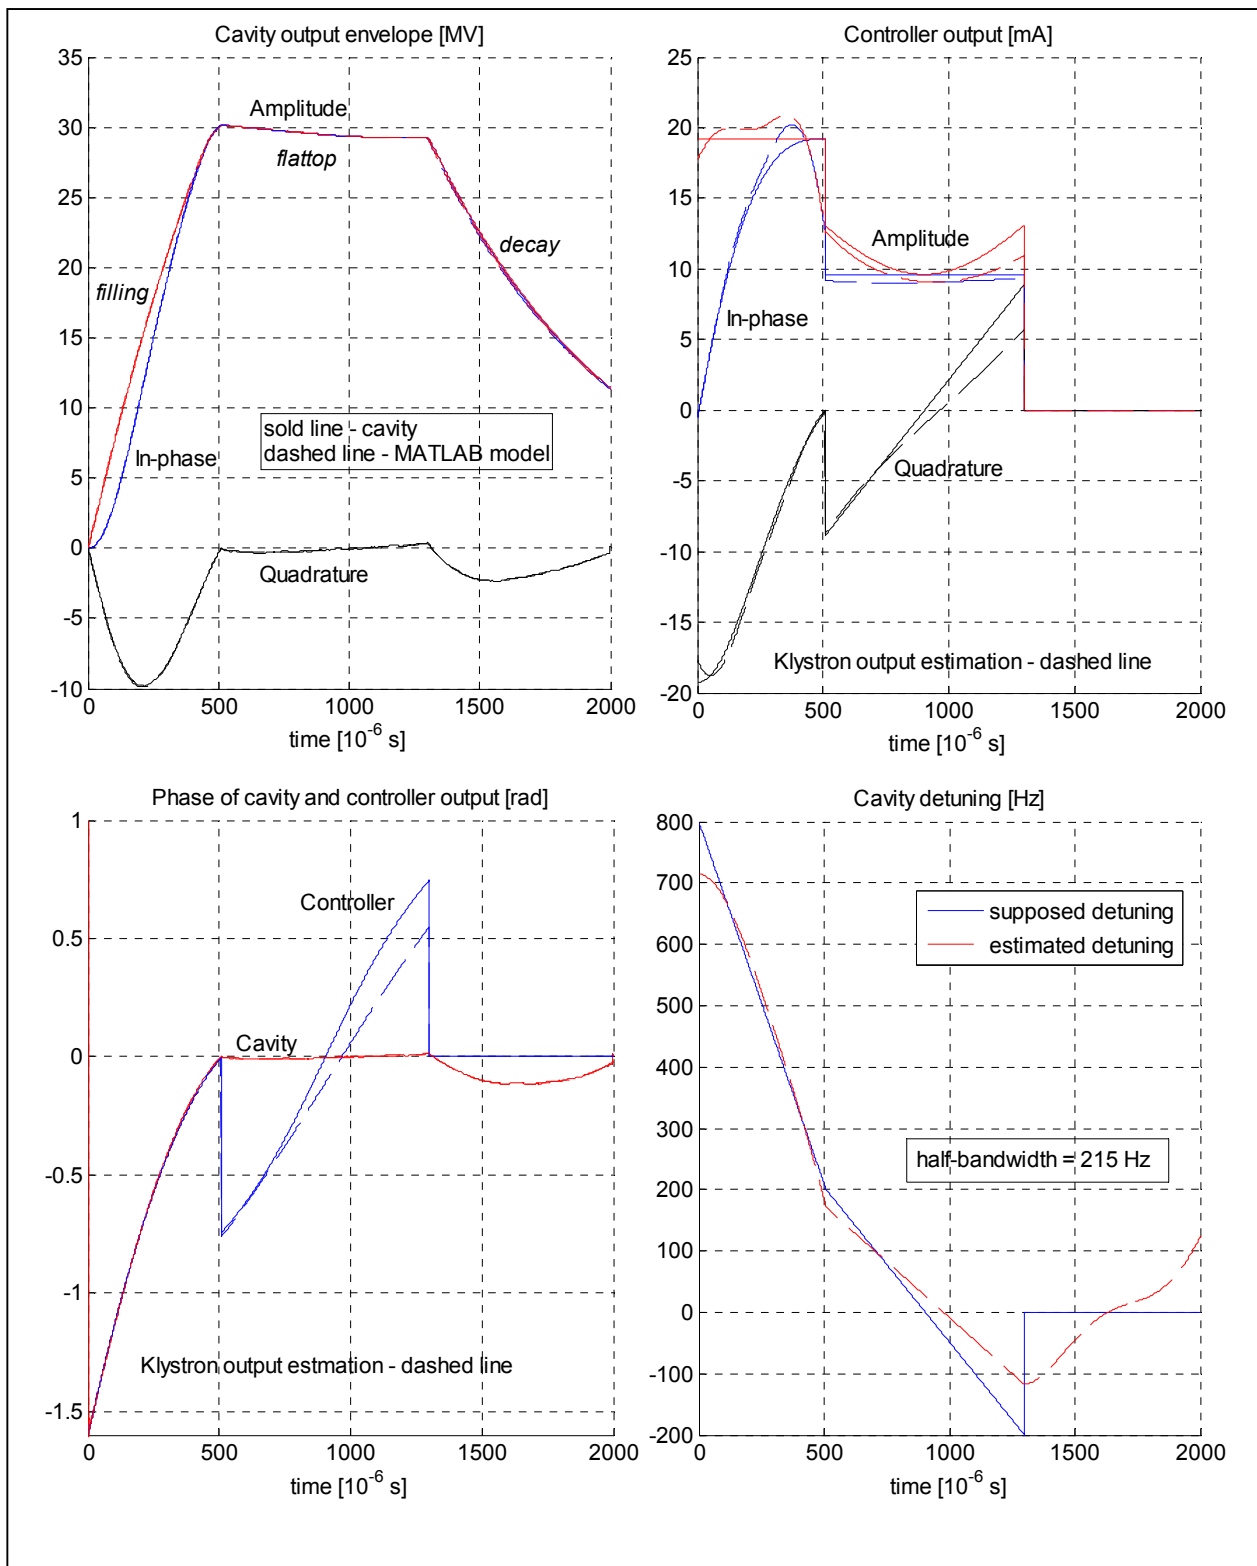 Cavity output envelope [MV]
35
30
25
20
15
10
5
0
-5
-10
Amplitude
flattop
decay
filling
sold line - cavity
dashed line - MATLAB model
In-phase
Quadrature
0 500 1000 1500 2000
time [10-6 s]
Controller output [mA]
25
20
15
10
5
0
-5
-10
-15
-20
Amplitude
In-phase
Quadrature
Klystron output estimation - dashed line
0 500 1000 1500 2000
time [10-6 s]
Phase of cavity and controller output [rad]
1
0.5
0
-0.5
-1
-1.5
Controller
Cavity
Klystron output estmation - dashed line
0 500 1000 1500 2000
time [10-6 s]
Cavity detuning [Hz]
800
700
600
500
400
300
200
100
0
-100
-200
supposed detuning
estimated detuning
half-bandwidth = 215 Hz
0 500 1000 1500 2000
time [10-6 s]